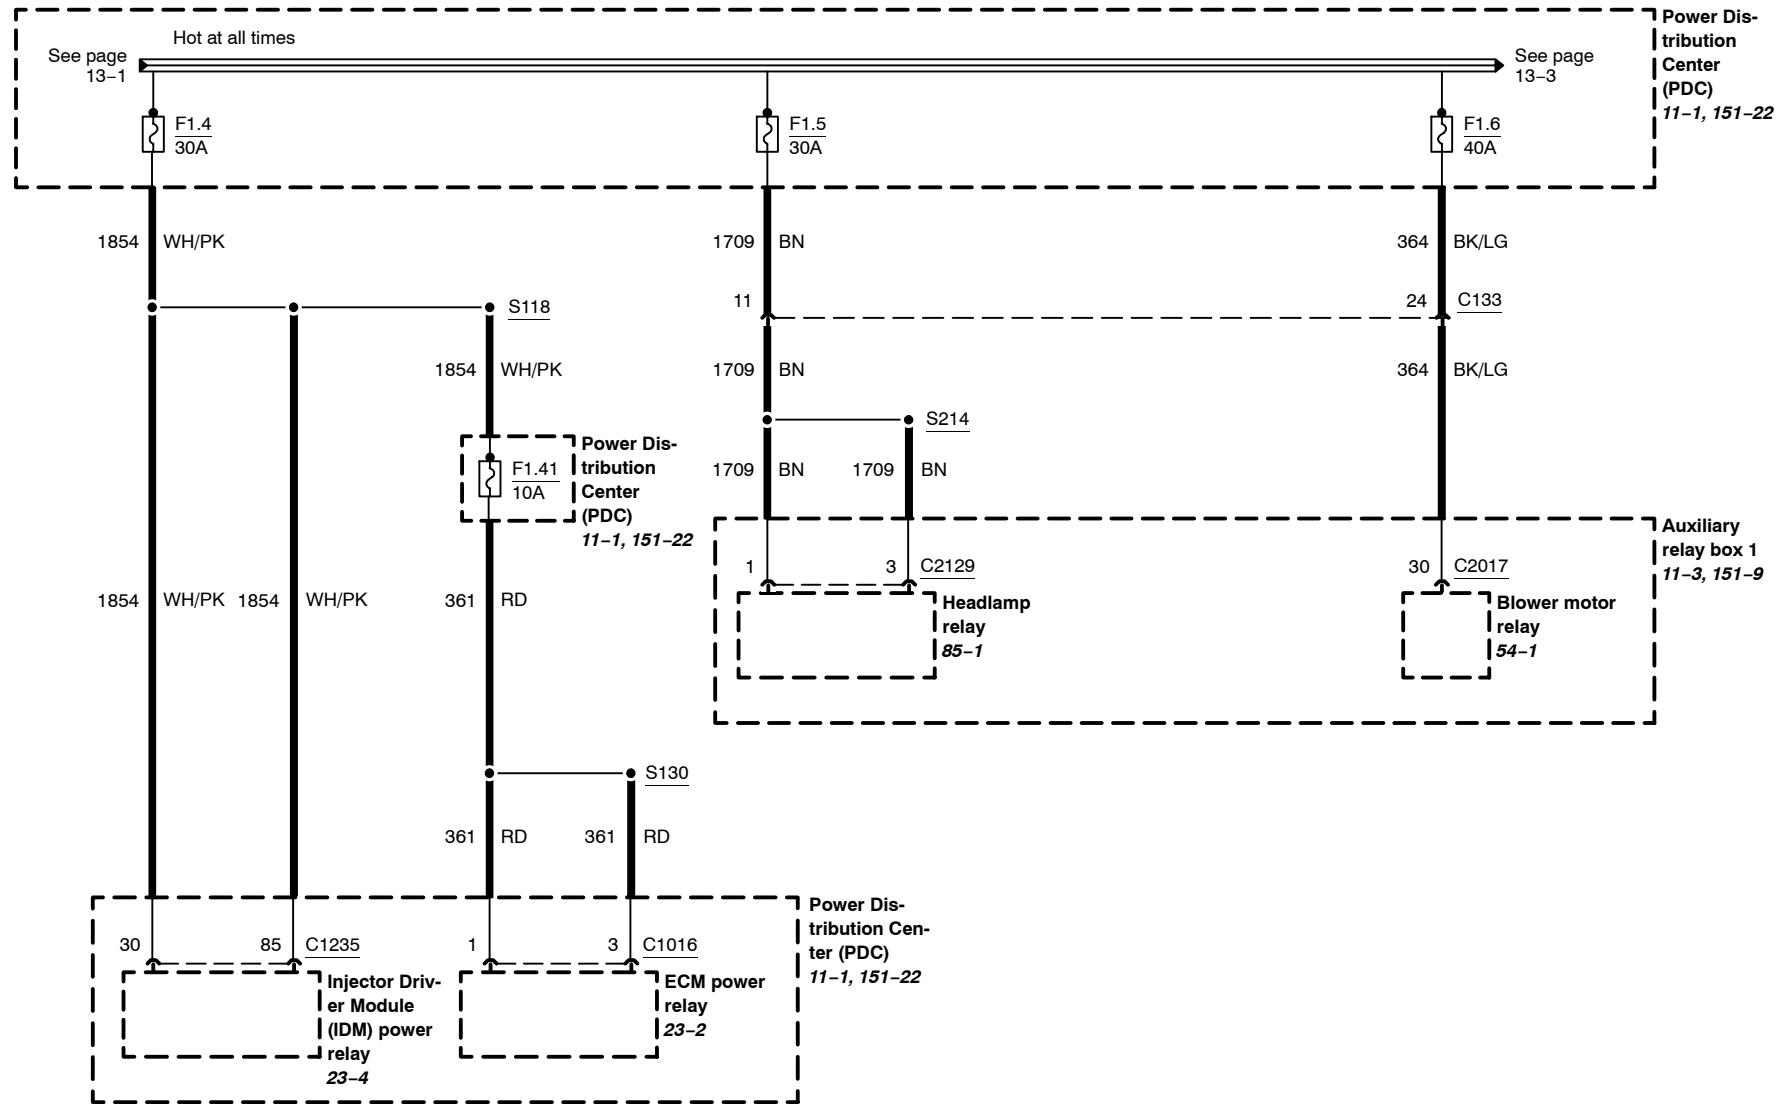 Hot at all times
See page
13−1
See page
13−3
Power Dis-
tribution
Center
(PDC)
11−1, 151−22
F1.4
30A
F1.5
30A
F1.6
40A
1854 WH/PK
1709 BN
364 BK/LG
11
24 C133
S118
1854 WH/PK
1709 BN
364 BK/LG
S214
F1.41
10A
Power Dis-
tribution
Center
(PDC)
11−1, 151−22
1709 BN
1709 BN
Auxiliary
relay box 1
11−3, 151−9
1
3 C2129
30 C2017
Headlamp
relay
85−1
Blower motor
relay
54−1
1854 WH/PK
1854 WH/PK
361 RD
S130
361 RD
361 RD
Power Dis-
tribution Cen-
ter (PDC)
11−1, 151−22
30
85 C1235
1
3 C1016
Injector Driv-
er Module
(IDM) power
relay
23−4
ECM power
relay
23−2